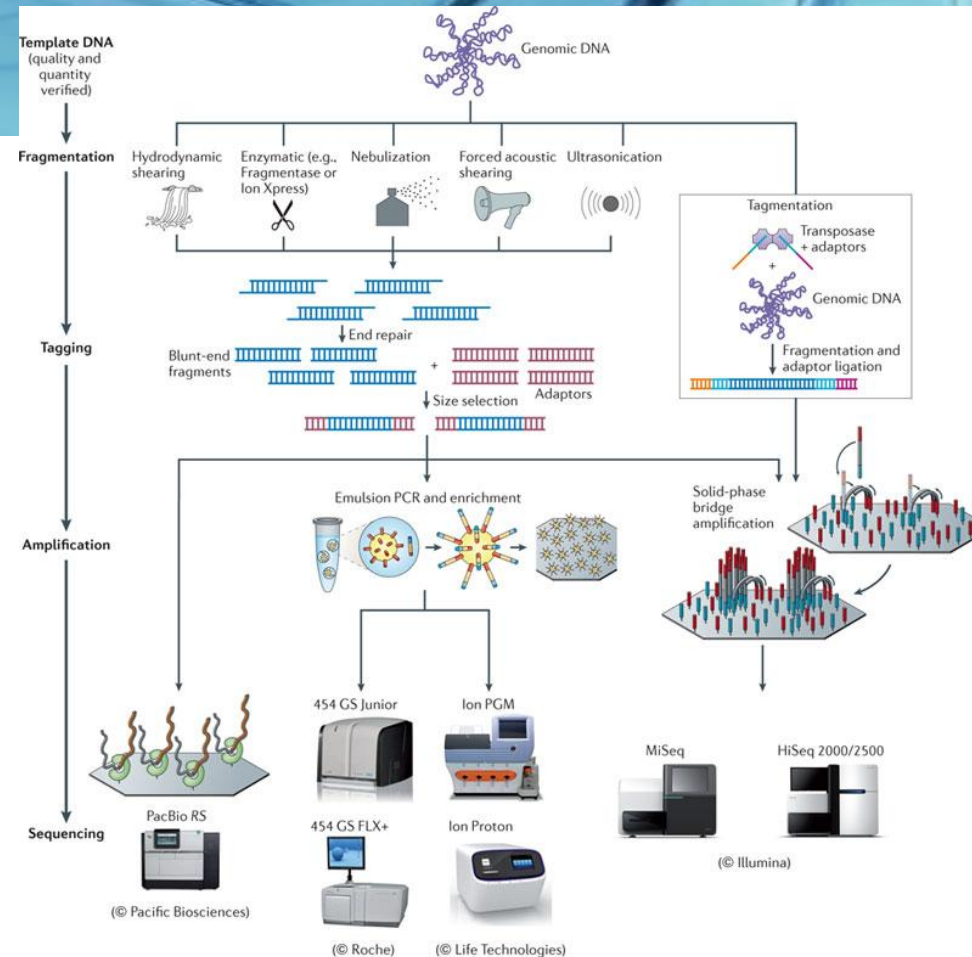 Template DNA
(quality and
quantity
verified)
Genomic DNA
Fragmentation
Hydrodynamic
shearing
Enzymatic (e.g.,
Fragmentase or
Ion Xpress)
Nebulization
Forced acoustic
shearing
Ultrasonication
Tagmentation
Transposase
+ adaptors
+
Genomic DNA
Fragmentation and
adaptor ligation
Tagging
End repair
Blunt-end
fragments
+
Adaptors
Size selection
Amplification
Emulsion PCR and enrichment
Solid-phase
bridge
amplification
Sequencing
PacBio RS
(© Pacific Biosciences)
454 GS Junior
454 GS FLX+
(© Roche)
Ion PGM
Ion Proton
(© Life Technologies)
MiSeq
HiSeq 2000/2500
(© Illumina)